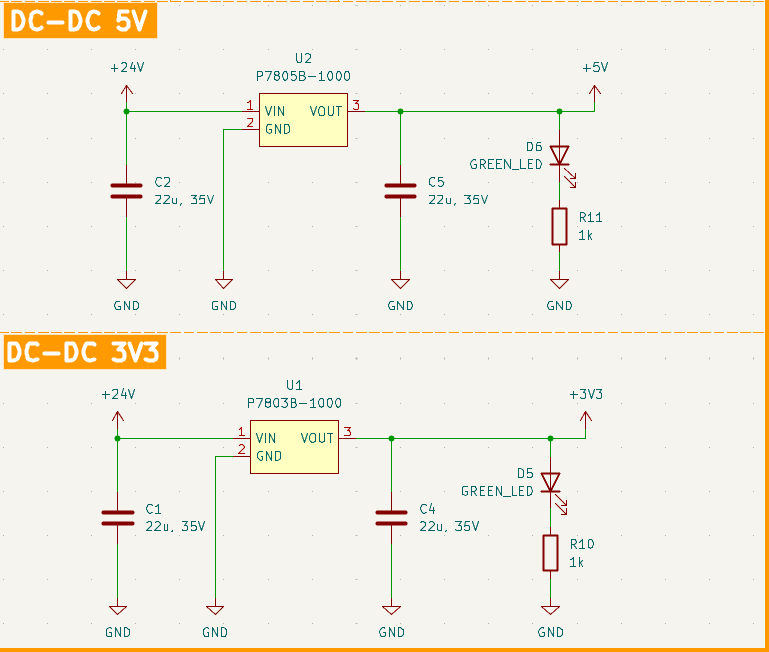 DC-DC 5V
+24V
U2
P7805B-1000
+5V
1
VIN
VOUT
3
2
GND
D6
GREEN_LED
C2
22u, 35V
C5
22u, 35V
R11
1k
GND
GND
GND
GND
DC-DC 3V3
+24V
U1
P7803B-1000
+3V3
1
VIN
VOUT
3
2
GND
D5
GREEN_LED
C1
22u, 35V
C4
22u, 35V
R10
1k
GND
GND
GND
GND